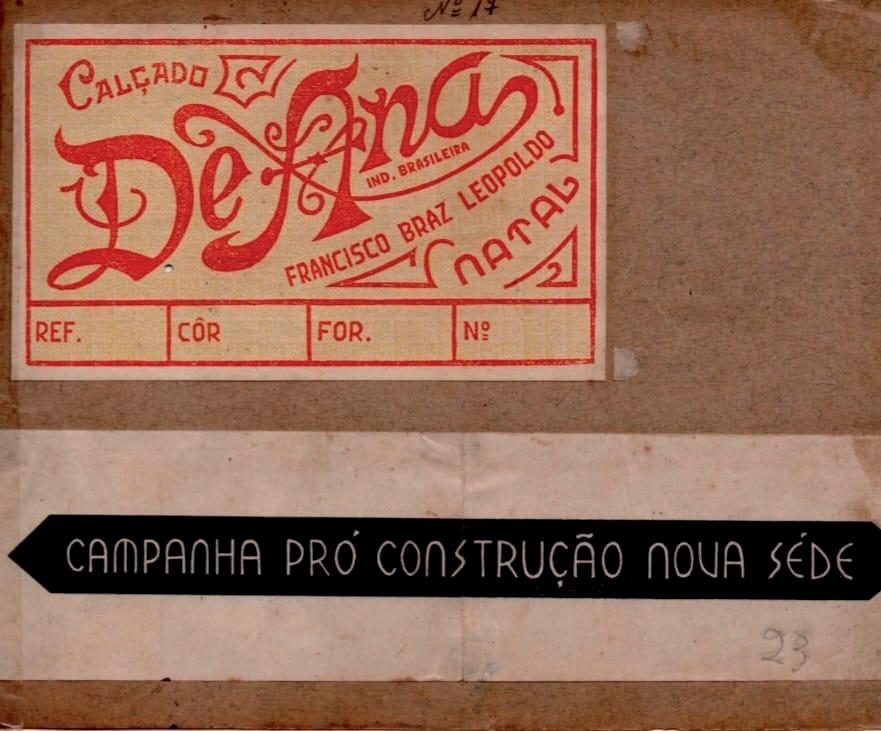 Nº 17
CALÇADO
DeAna
IND. BRASILEIRA
FRANCISCO BRAZ LEOPOLDO
NATAL
REF. CÔR FOR. Nº
CAMPANHA PRÓ CONSTRUÇÃO NOVA SÉDE
23